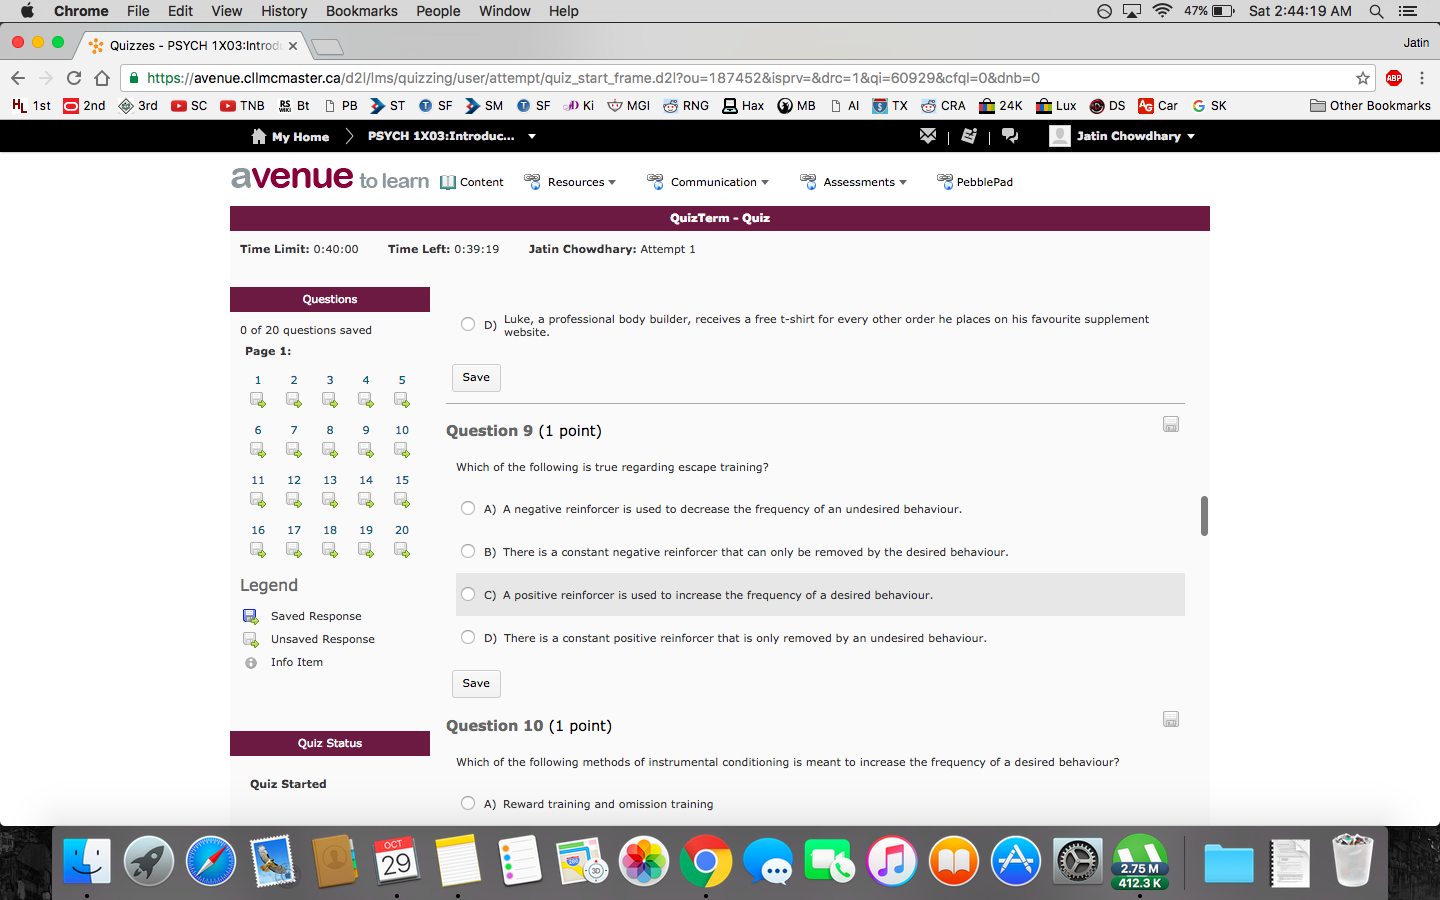 Chrome File Edit View History Bookmarks People Window Help 47% Sat 2:44:19 AM
Quizzes - PSYCH 1X03:Introdu Jatin
https://avenue.cllmcmaster.ca/d2l/lms/quizzing/user/attempt/quiz_start_frame.d2l?ou=187452&isprv=&drc=1&qi=60929&cfql=0&dnb=0 ABP
HL 1st 2nd 3rd SC TNB RS WIKI Bt PB ST SF SM SF Ki MGI RNG Hax MB AI TX CRA 24K Lux DS AG Car SK Other Bookmarks
My Home PSYCH 1X03:Introduc... Jatin Chowdhary
avenue to learn Content Resources Communication Assessments PebblePad
QuizTerm - Quiz
Time Limit: 0:40:00 Time Left: 0:39:19 Jatin Chowdhary: Attempt 1
Questions
0 of 20 questions saved
Page 1:
1 2 3 4 5
6 7 8 9 10
11 12 13 14 15
16 17 18 19 20
Legend
Saved Response
Unsaved Response
Info Item
Quiz Status
Quiz Started
D) Luke, a professional body builder, receives a free t-shirt for every other order he places on his favourite supplement
website.
Save
Question 9 (1 point)
Which of the following is true regarding escape training?
A) A negative reinforcer is used to decrease the frequency of an undesired behaviour.
B) There is a constant negative reinforcer that can only be removed by the desired behaviour.
C) A positive reinforcer is used to increase the frequency of a desired behaviour.
D) There is a constant positive reinforcer that is only removed by an undesired behaviour.
Save
Question 10 (1 point)
Which of the following methods of instrumental conditioning is meant to increase the frequency of a desired behaviour?
A) Reward training and omission training
OCT
29
3D
2.75 M
412.3 K